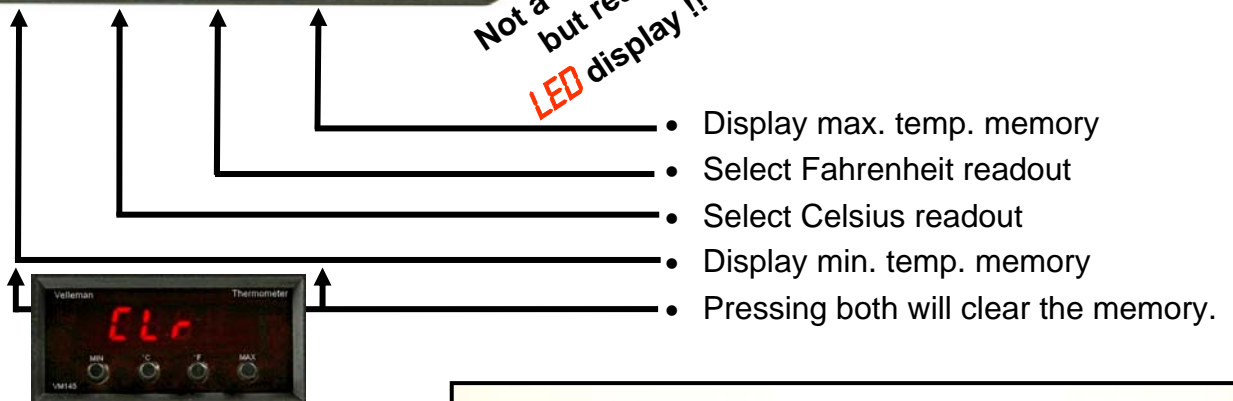 Not a
but
LED display !!
• Display max. temp. memory
• Select Fahrenheit readout
• Select Celsius readout
• Display min. temp. memory
• Pressing both will clear the memory.
Velleman Thermometer
CLr
MIN °C °F MAX
VM145